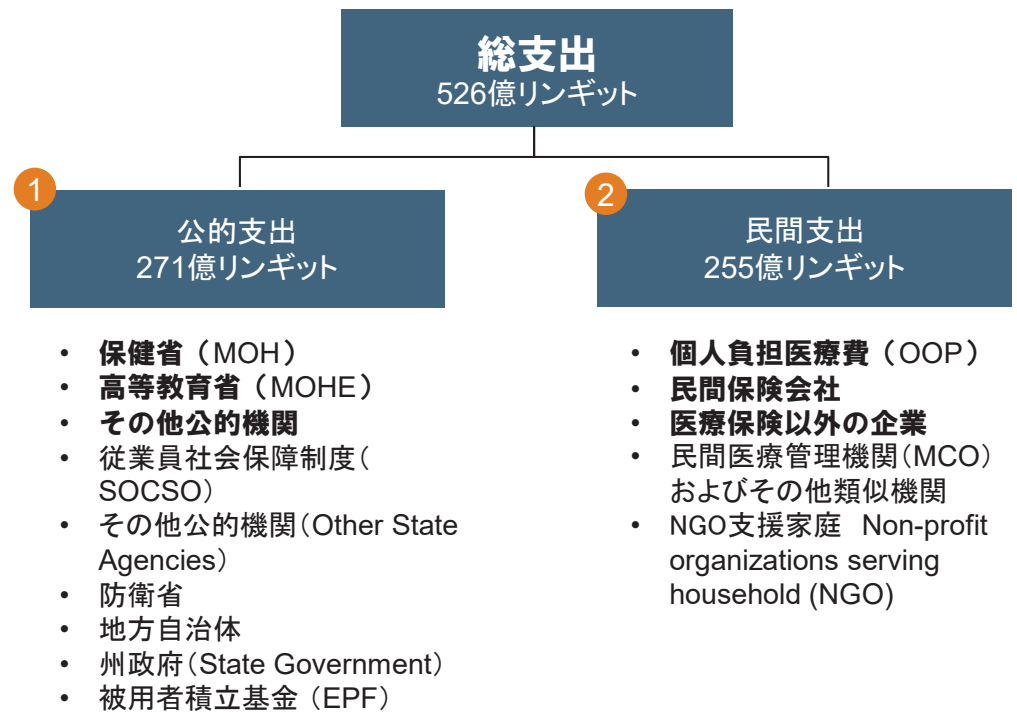 総支出
526億リンギット
1
公的支出
271億リンギット
• 保健省（MOH）
• 高等教育省（MOHE）
• その他公的機関
• 従業員社会保障制度（
SOCSO）
• その他公的機関（Other State
Agencies）
• 防衛省
• 地方自治体
• 州政府（State Government）
• 被用者積立基金 （EPF）
2
民間支出
255億リンギット
• 個人負担医療費（OOP）
• 民間保険会社
• 医療保険以外の企業
• 民間医療管理機関（MCO）
およびその他類似機関
• NGO支援家庭 Non-profit
organizations serving
household (NGO)